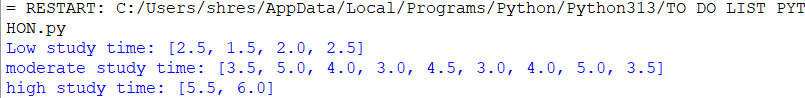 = RESTART: C:/Users/shres/AppData/Local/Programs/Python/Python313/TO DO LIST PYT
HON.py
Low study time: [2.5, 1.5, 2.0, 2.5]
moderate study time: [3.5, 5.0, 4.0, 3.0, 4.5, 3.0, 4.0, 5.0, 3.5]
high study time: [5.5, 6.0]